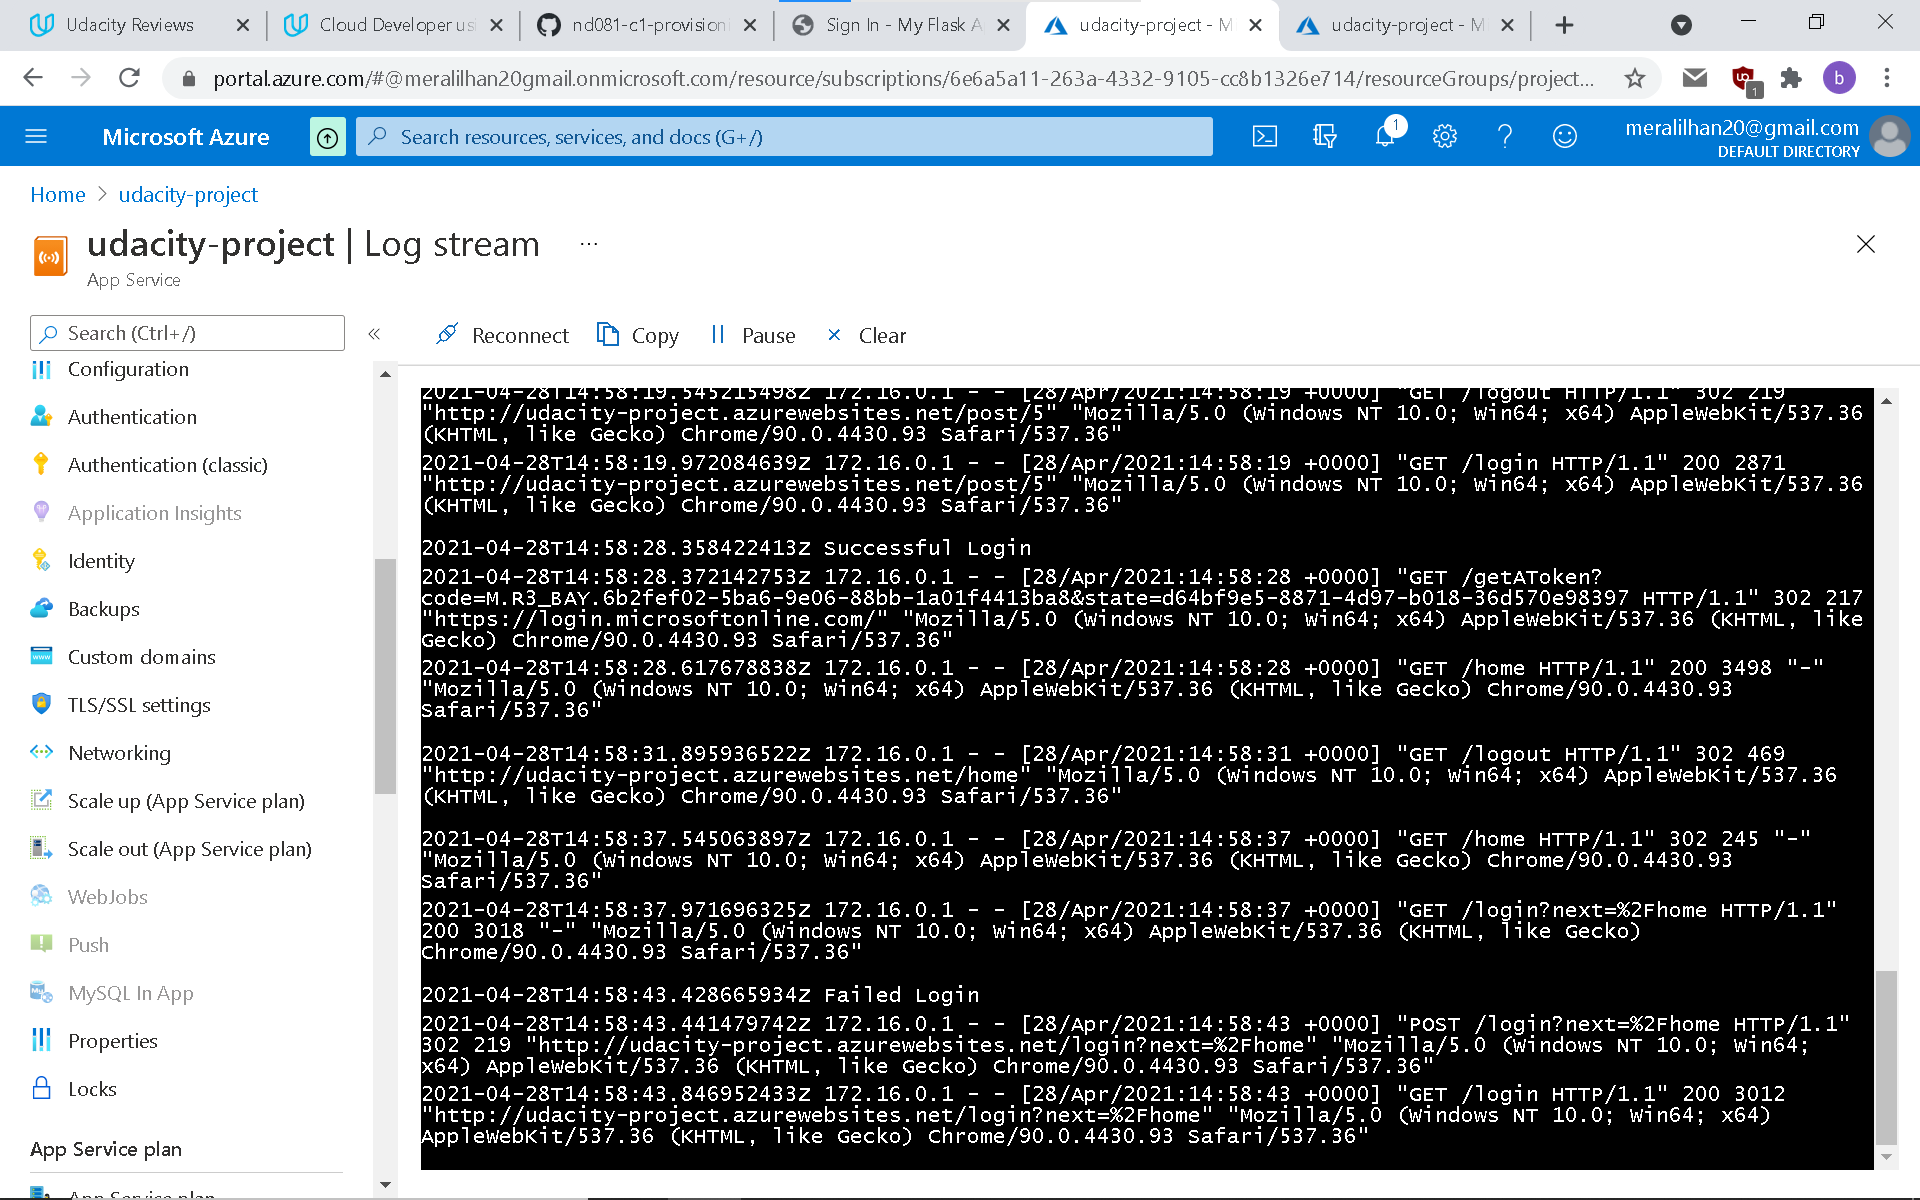 Udacity Reviews
Cloud Developer us
nd081-c1-provision
Sign In - My Flask A
udacity-project - M
udacity-project - M
portal.azure.com/#@meralilhan20gmail.onmicrosoft.com/resource/subscriptions/6e6a5a11-263a-4332-9105-cc8b1326e714/resourceGroups/project...
1
b
Microsoft Azure
Search resources, services, and docs (G+/)
1
meralilhan20@gmail.com
DEFAULT DIRECTORY
Home > udacity-project
udacity-project | Log stream ...
App Service
Search (Ctrl+/)
«
Reconnect
Copy
Pause
Clear
Configuration
Authentication
Authentication (classic)
Application Insights
Identity
Backups
Custom domains
TLS/SSL settings
Networking
Scale up (App Service plan)
Scale out (App Service plan)
WebJobs
Push
MySQL In App
Properties
Locks
App Service plan
App Service plan
2021-04-28T14:58:19.545215498Z 172.16.0.1 - - [28/Apr/2021:14:58:19 +0000] "GET /logout HTTP/1.1" 302 219
"http://udacity-project.azurewebsites.net/post/5" "Mozilla/5.0 (Windows NT 10.0; Win64; x64) AppleWebKit/537.36
(KHTML, like Gecko) Chrome/90.0.4430.93 Safari/537.36"
2021-04-28T14:58:19.972084639Z 172.16.0.1 - - [28/Apr/2021:14:58:19 +0000] "GET /login HTTP/1.1" 200 2871
"http://udacity-project.azurewebsites.net/post/5" "Mozilla/5.0 (Windows NT 10.0; Win64; x64) AppleWebKit/537.36
(KHTML, like Gecko) Chrome/90.0.4430.93 Safari/537.36"
2021-04-28T14:58:28.358422413Z Successful Login
2021-04-28T14:58:28.372142753Z 172.16.0.1 - - [28/Apr/2021:14:58:28 +0000] "GET /getAToken?
code=M.R3_BAY.6b2fef02-5ba6-9e06-88bb-1a01f4413ba8&state=d64bf9e5-8871-4d97-b018-36d570e98397 HTTP/1.1" 302 217
"https://login.microsoftonline.com/" "Mozilla/5.0 (Windows NT 10.0; Win64; x64) AppleWebKit/537.36 (KHTML, like
Gecko) Chrome/90.0.4430.93 Safari/537.36"
2021-04-28T14:58:28.617678838Z 172.16.0.1 - - [28/Apr/2021:14:58:28 +0000] "GET /home HTTP/1.1" 200 3498 "-"
"Mozilla/5.0 (Windows NT 10.0; Win64; x64) AppleWebKit/537.36 (KHTML, like Gecko) Chrome/90.0.4430.93
Safari/537.36"
2021-04-28T14:58:31.895936522Z 172.16.0.1 - - [28/Apr/2021:14:58:31 +0000] "GET /logout HTTP/1.1" 302 469
"http://udacity-project.azurewebsites.net/home" "Mozilla/5.0 (Windows NT 10.0; Win64; x64) AppleWebKit/537.36
(KHTML, like Gecko) Chrome/90.0.4430.93 Safari/537.36"
2021-04-28T14:58:37.545063897Z 172.16.0.1 - - [28/Apr/2021:14:58:37 +0000] "GET /home HTTP/1.1" 302 245 "-"
"Mozilla/5.0 (Windows NT 10.0; Win64; x64) AppleWebKit/537.36 (KHTML, like Gecko) Chrome/90.0.4430.93
Safari/537.36"
2021-04-28T14:58:37.971696325Z 172.16.0.1 - - [28/Apr/2021:14:58:37 +0000] "GET /login?next=%2Fhome HTTP/1.1"
200 3018 "-" "Mozilla/5.0 (Windows NT 10.0; Win64; x64) AppleWebKit/537.36 (KHTML, like Gecko)
Chrome/90.0.4430.93 Safari/537.36"
2021-04-28T14:58:43.428665934Z Failed Login
2021-04-28T14:58:43.441479742Z 172.16.0.1 - - [28/Apr/2021:14:58:43 +0000] "POST /login?next=%2Fhome HTTP/1.1"
302 219 "http://udacity-project.azurewebsites.net/login?next=%2Fhome" "Mozilla/5.0 (Windows NT 10.0; Win64;
x64) AppleWebKit/537.36 (KHTML, like Gecko) Chrome/90.0.4430.93 Safari/537.36"
2021-04-28T14:58:43.846952433Z 172.16.0.1 - - [28/Apr/2021:14:58:43 +0000] "GET /login HTTP/1.1" 200 3012
"http://udacity-project.azurewebsites.net/login?next=%2Fhome" "Mozilla/5.0 (Windows NT 10.0; Win64; x64)
AppleWebKit/537.36 (KHTML, like Gecko) Chrome/90.0.4430.93 Safari/537.36"